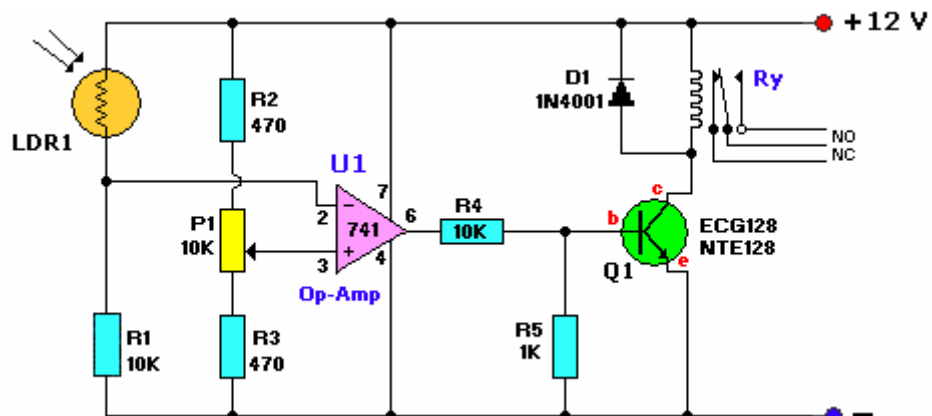 + 12 V
LDR1
R2
470
D1
1N4001
Ry
NO
NC
U1
P1
10K
2
7
741
6
3
4
Op-Amp
R4
10K
b
c
e
ECG128
NTE128
Q1
R1
10K
R3
470
R5
1K